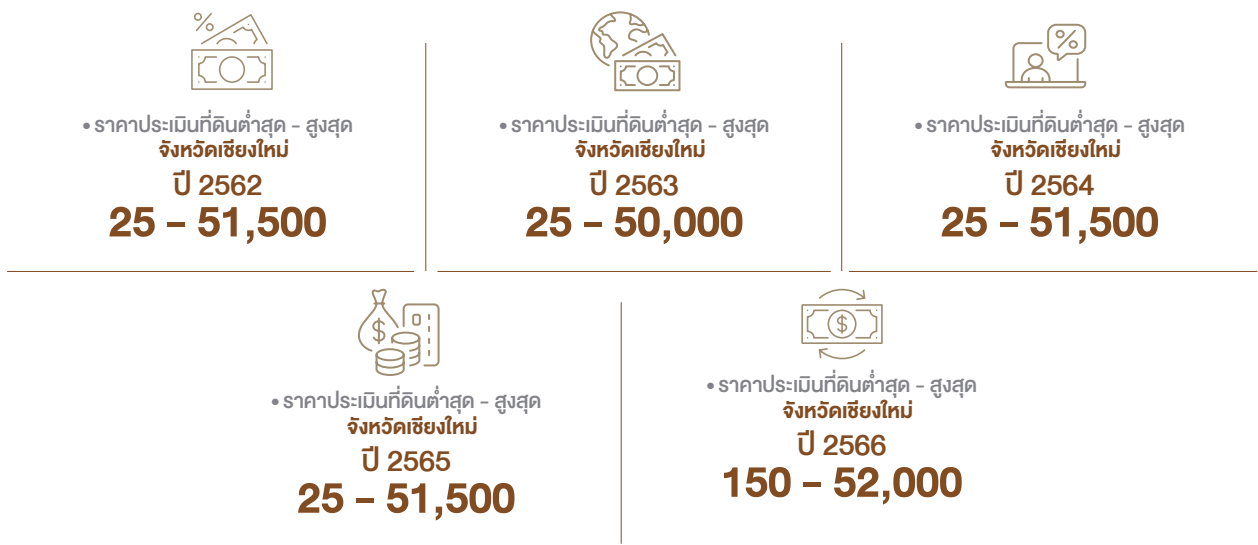 • ราคาประเมินที่ดินต่ำสุด - สูงสุด
จังหวัดเชียงใหม่
ปี 2562
25 – 51,500
• ราคาประเมินที่ดินต่ำสุด - สูงสุด
จังหวัดเชียงใหม่
ปี 2563
25 – 50,000
• ราคาประเมินที่ดินต่ำสุด - สูงสุด
จังหวัดเชียงใหม่
ปี 2564
25 – 51,500
• ราคาประเมินที่ดินต่ำสุด - สูงสุด
จังหวัดเชียงใหม่
ปี 2565
25 – 51,500
• ราคาประเมินที่ดินต่ำสุด - สูงสุด
จังหวัดเชียงใหม่
ปี 2566
150 – 52,000